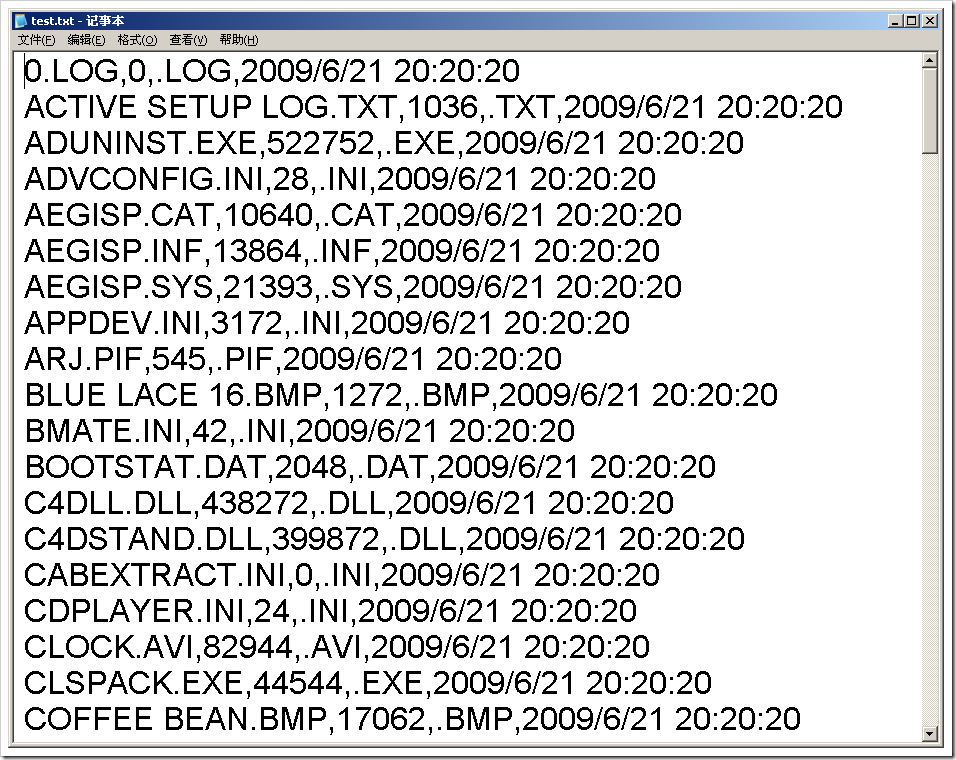 test.txt - 记事本
文件(F) 编辑(E) 格式(O) 查看(V) 帮助(H)
0.LOG,0,.LOG,2009/6/21 20:20:20
ACTIVE SETUP LOG.TXT,1036,.TXT,2009/6/21 20:20:20
ADUNINST.EXE,522752,.EXE,2009/6/21 20:20:20
ADVCONFIG.INI,28,.INI,2009/6/21 20:20:20
AEGISP.CAT,10640,.CAT,2009/6/21 20:20:20
AEGISP.INF,13864,.INF,2009/6/21 20:20:20
AEGISP.SYS,21393,.SYS,2009/6/21 20:20:20
APPDEV.INI,3172,.INI,2009/6/21 20:20:20
ARJ.PIF,545,.PIF,2009/6/21 20:20:20
BLUE LACE 16.BMP,1272,.BMP,2009/6/21 20:20:20
BMATE.INI,42,.INI,2009/6/21 20:20:20
BOOTSTAT.DAT,2048,.DAT,2009/6/21 20:20:20
C4DLL.DLL,438272,.DLL,2009/6/21 20:20:20
C4DSTAND.DLL,399872,.DLL,2009/6/21 20:20:20
CABEXTRACT.INI,0,.INI,2009/6/21 20:20:20
CDPLAYER.INI,24,.INI,2009/6/21 20:20:20
CLOCK.AVI,82944,.AVI,2009/6/21 20:20:20
CLSPACK.EXE,44544,.EXE,2009/6/21 20:20:20
COFFEE BEAN.BMP,17062,.BMP,2009/6/21 20:20:20